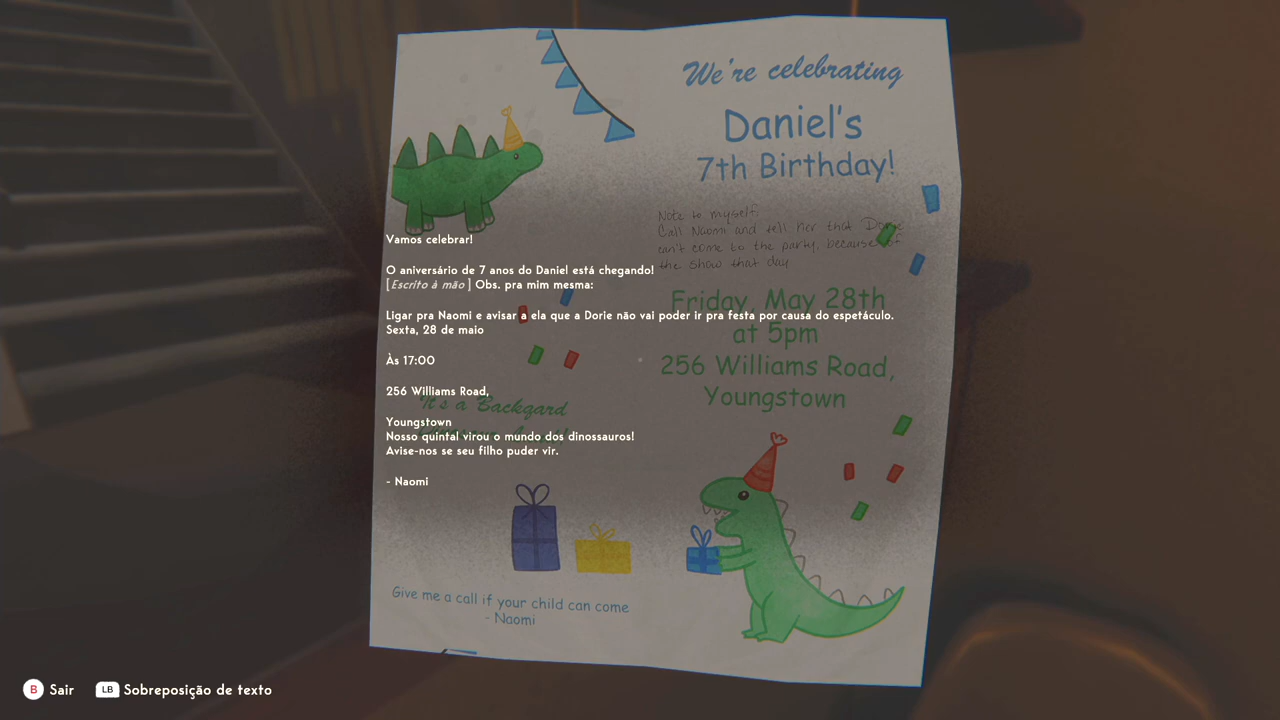 We're celebrating
Daniel's
7th Birthday!
Note to myself:
Call Naomi and tell her that Dorie
can't come to the party, because of
the show that day
Friday, May 28th
at 5pm
256 Williams Road,
Youngstown
It's a Backyard
Give me a call if your child can come
- Naomi
Vamos celebrar!
O aniversário de 7 anos do Daniel está chegando!
[Escrito à mão] Obs. pra mim mesma:
Ligar pra Naomi e avisar a ela que a Dorie não vai poder ir pra festa por causa do espetáculo.
Sexta, 28 de maio
Às 17:00
256 Williams Road,
Youngstown
Nosso quintal virou o mundo dos dinossauros!
Avise-nos se seu filho puder vir.
- Naomi
B Sair
LB Sobreposição de texto